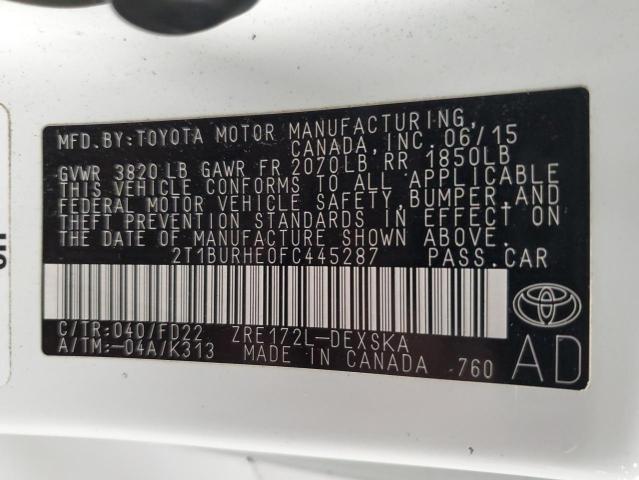 MFD.BY:TOYOTA MOTOR MANUFACTURING,
CANADA,INC.06/15
GVWR 3820LB GAWR FR 2070LB,RR 1850LB
THIS VEHICLE CONFORMS TO ALL APPLICABLE
FEDERAL MOTOR VEHICLE SAFETY,BUMPER,AND
THEFT PREVENTION STANDARDS IN EFFECT ON
THE DATE OF MANUFACTURE SHOWN ABOVE.
2T1BURHE0FC445287 PASS.CAR
C/TR:040/FD22 ZRE172L-DEXSKA
A/TM:-04A/K313 MADE IN CANADA 760
AD